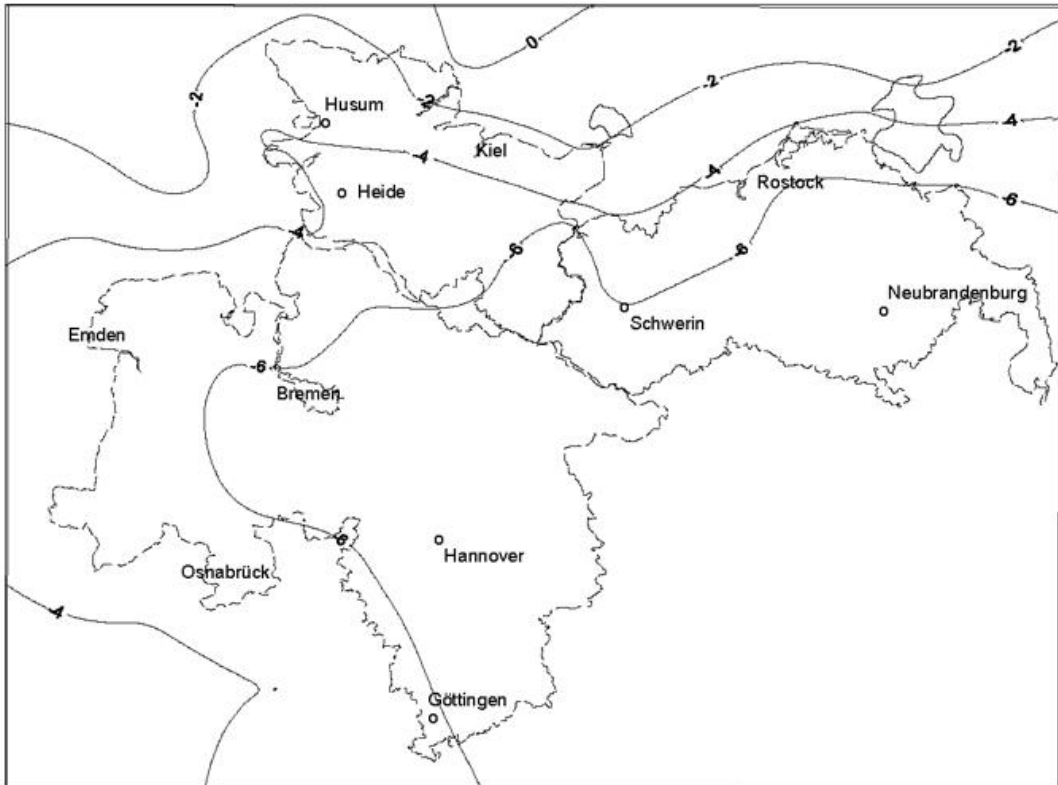 0
-2
-2
-2
-2
Husum
-4
-4
Kiel
-4
Rostock
Heide
-6
-4
-6
-6
Neubrandenburg
Schwerin
Emden
-6
Bremen
-6
Hannover
Osnabrück
-4
Göttingen